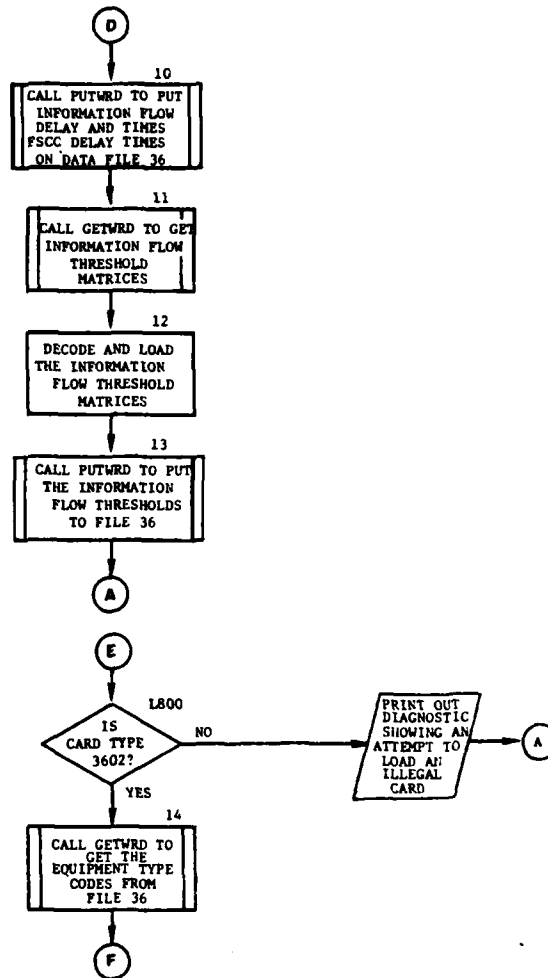 D
10
CALL PUTWRD TO PUT
INFORMATION FLOW
DELAY AND TIMES
FSCC DELAY TIMES
ON DATA FILE 36
11
CALL GETWRD TO GET
INFORMATION FLOW
THRESHOLD
MATRICES
12
DECODE AND LOAD
THE INFORMATION
FLOW THRESHOLD
MATRICES
13
CALL PUTWRD TO PUT
THE INFORMATION
FLOW THRESHOLDS
TO FILE 36
A
E
L800
IS
CARD TYPE
3602?
NO
PRINT OUT
DIAGNOSTIC
SHOWING AN
ATTEMPT TO
LOAD AN
ILLEGAL
CARD
A
YES
14
CALL GETWRD TO
GET THE
EQUIPMENT TYPE
CODES FROM
FILE 36
F